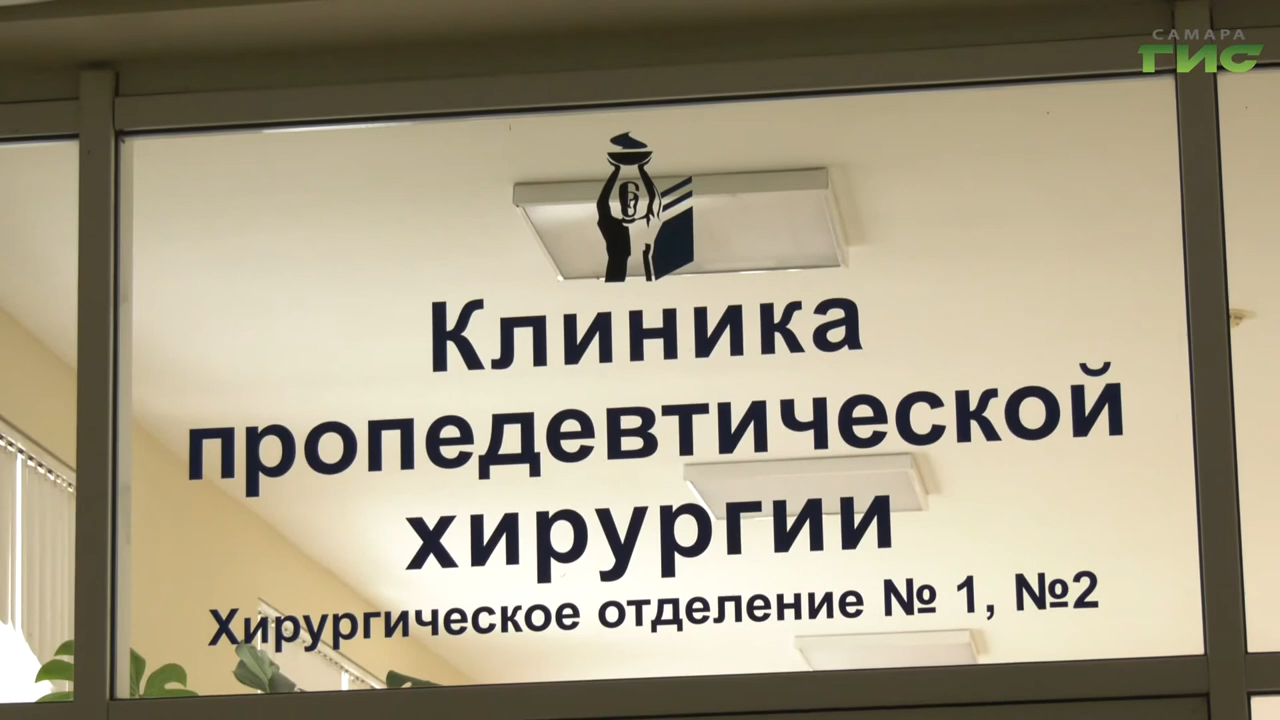 САМАРА
ГИС
Клиника
пропедевтической
хирургии
Хирургическое отделение № 1, №2